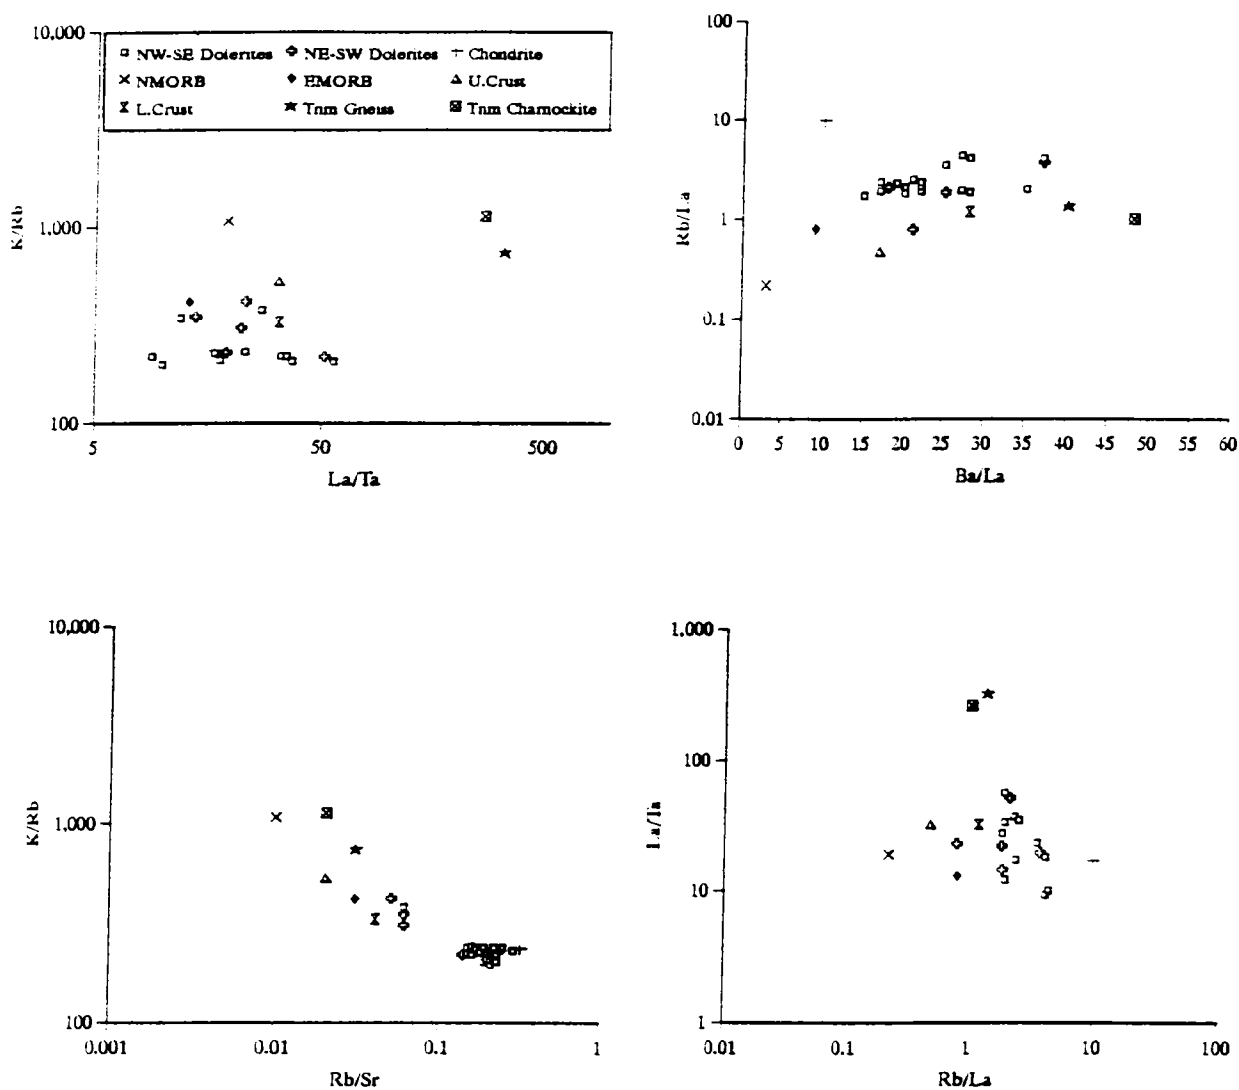 10,000
NW-SE Dolerites NE-SW Dolerites Chondrite
NMORB EMORB U.Crust
L.Crust Tnm Gneiss Tnm Charnockite
K/Rb
1,000
100
5 50 500
La/Ta
100
10
Rb/La
1
0.1
0.01
0 5 10 15 20 25 30 35 40 45 50 55 60
Ba/La
10,000
K/Rb
1,000
100
0.001 0.01 0.1 1
Rb/Sr
1,000
La/Ta
100
10
1
0.01 0.1 1 10 100
Rb/La